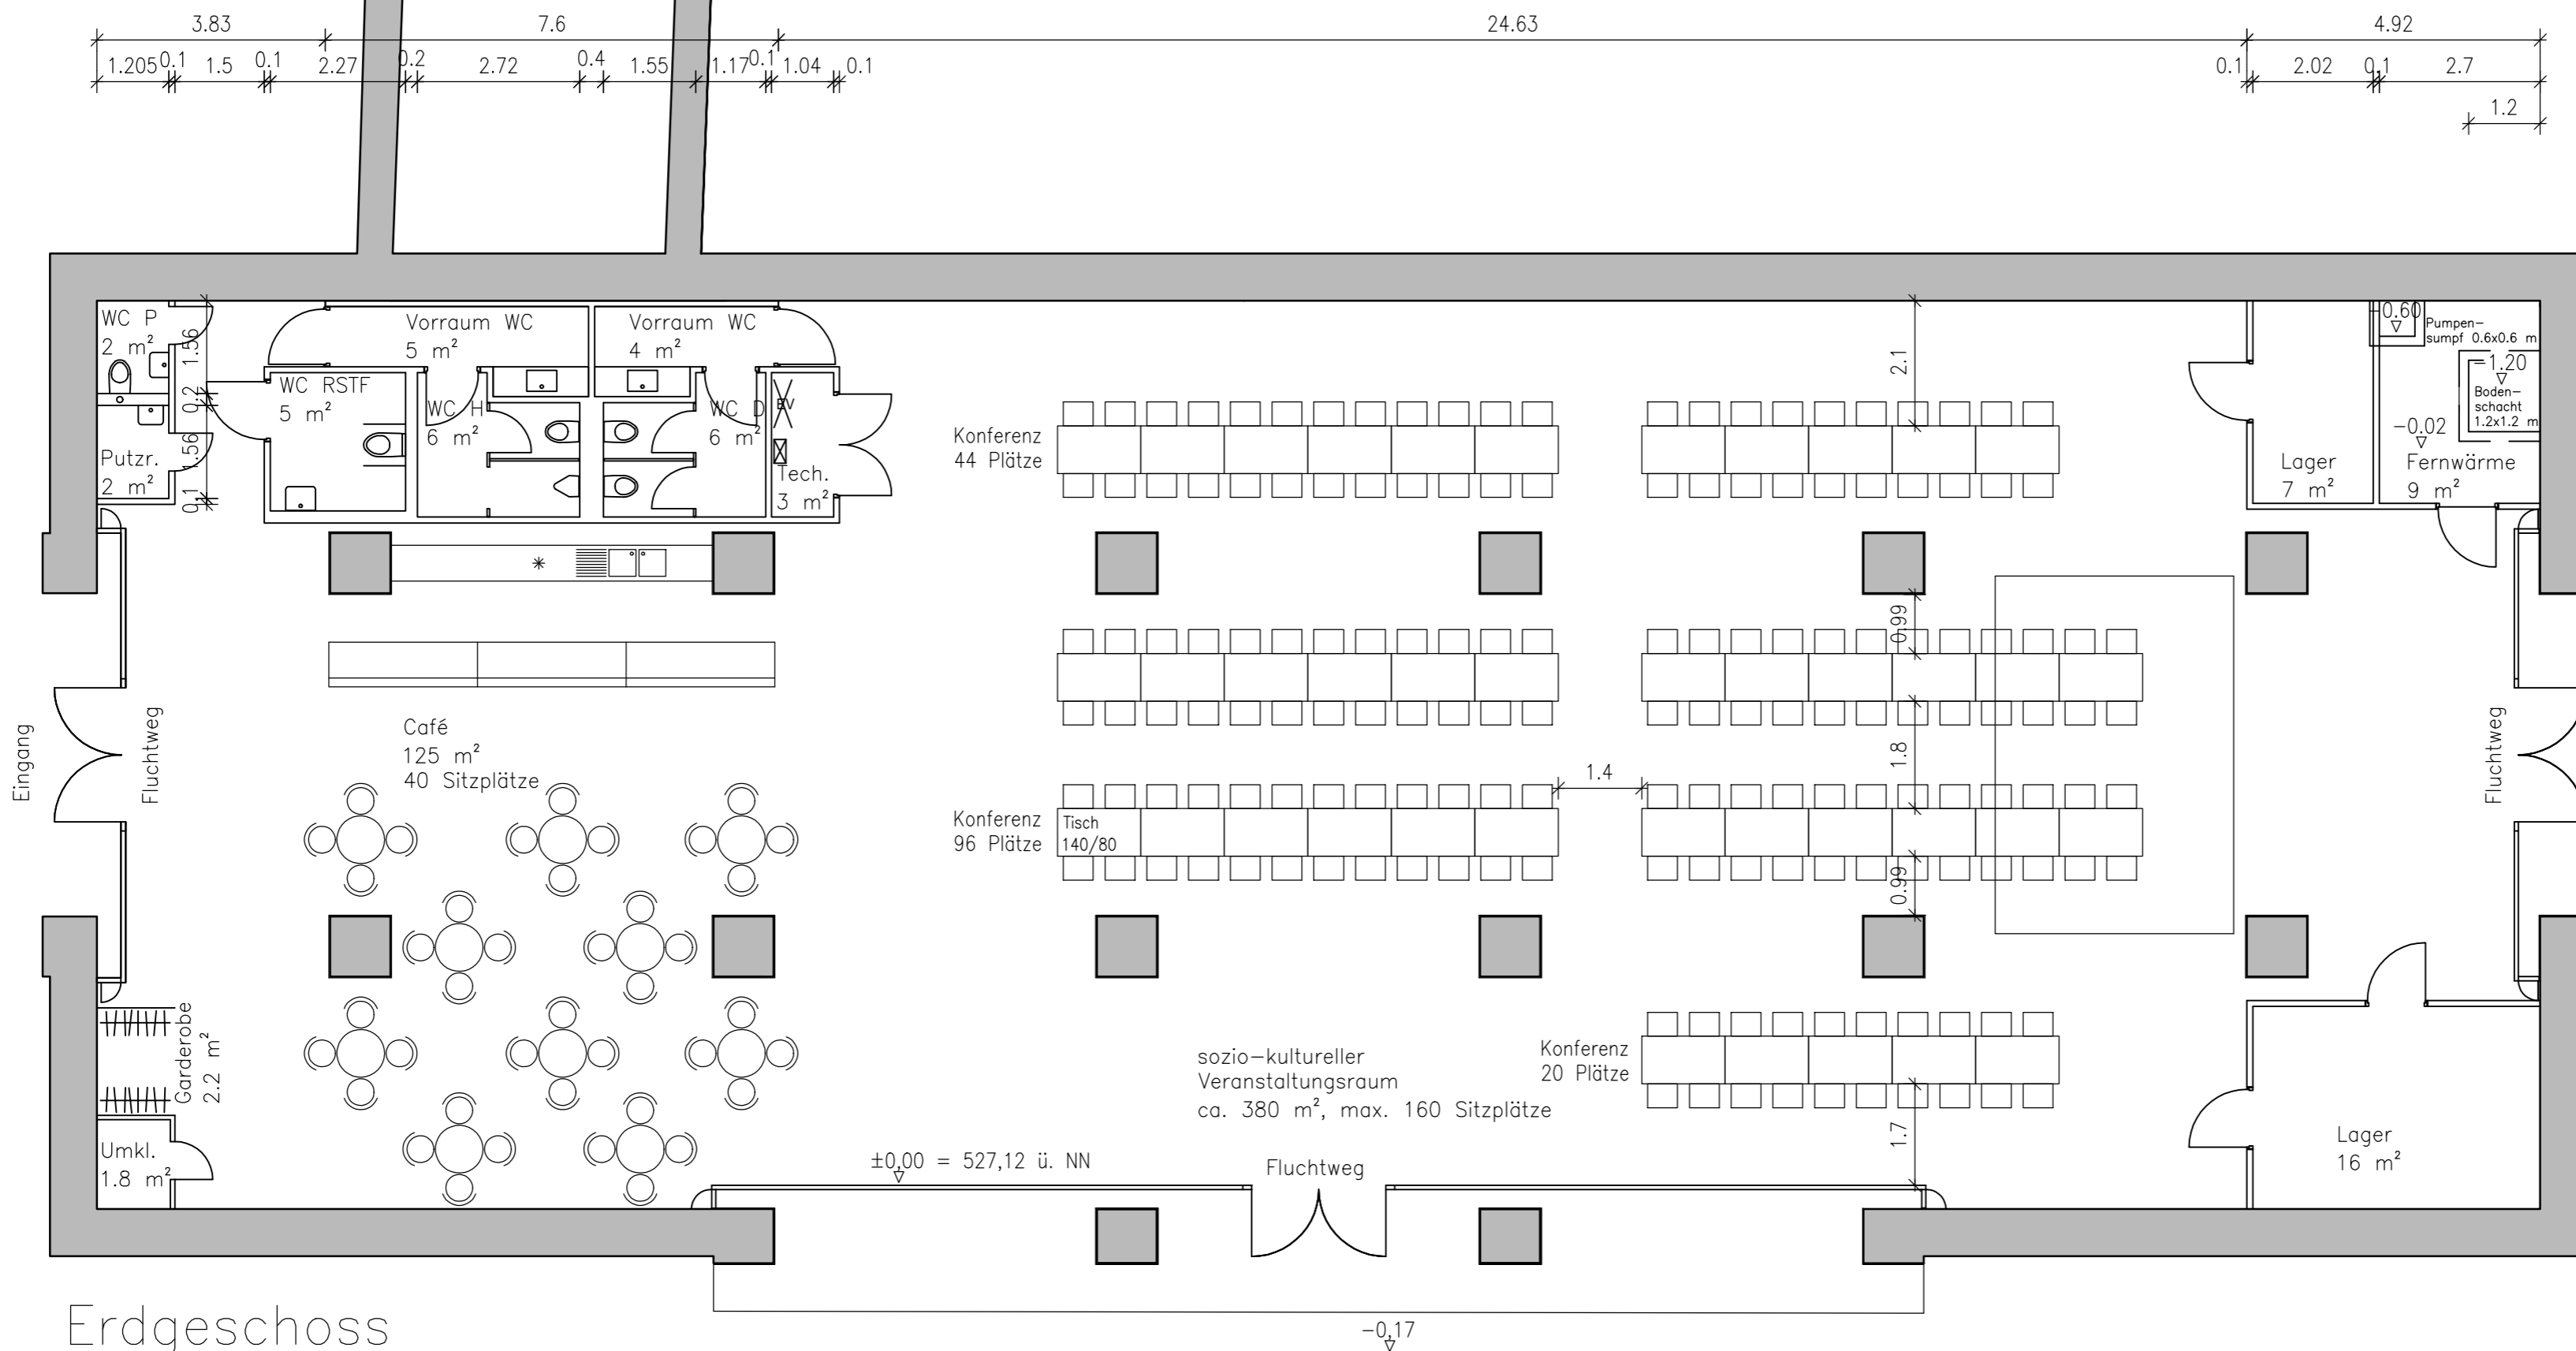 3.83
7.6
24.63
4.92
1.205
0.1
1.5
0.1
2.27
0.2
2.72
0.4
1.55
1.17
0.1
1.04
0.1
0.1
2.02
0.1
2.7
1.2
WC P
2 m²
1.56
0.2
1.56
0.1
Putzr.
2 m²
WC RSTF
5 m²
Vorraum WC
5 m²
Vorraum WC
4 m²
WC H
6 m²
WC D
6 m²
EV
Tech.
3 m²
Konferenz
44 Plätze
2.1
0.60
Pumpen-
sumpf 0.6x0.6 m
-1.20
Boden-
schacht
1.2x1.2 m
-0.02
Lager
7 m²
Fernwärme
9 m²
0.99
Eingang
Fluchtweg
Café
125 m²
40 Sitzplätze
1.8
1.4
Fluchtweg
Konferenz
96 Plätze
Tisch
140/80
0.99
Garderobe
2.2 m²
sozio-kultureller
Veranstaltungsraum
ca. 380 m², max. 160 Sitzplätze
Konferenz
20 Plätze
1.7
Umkl.
1.8 m²
±0,00 = 527,12 ü. NN
Fluchtweg
Lager
16 m²
Erdgeschoss
-0,17